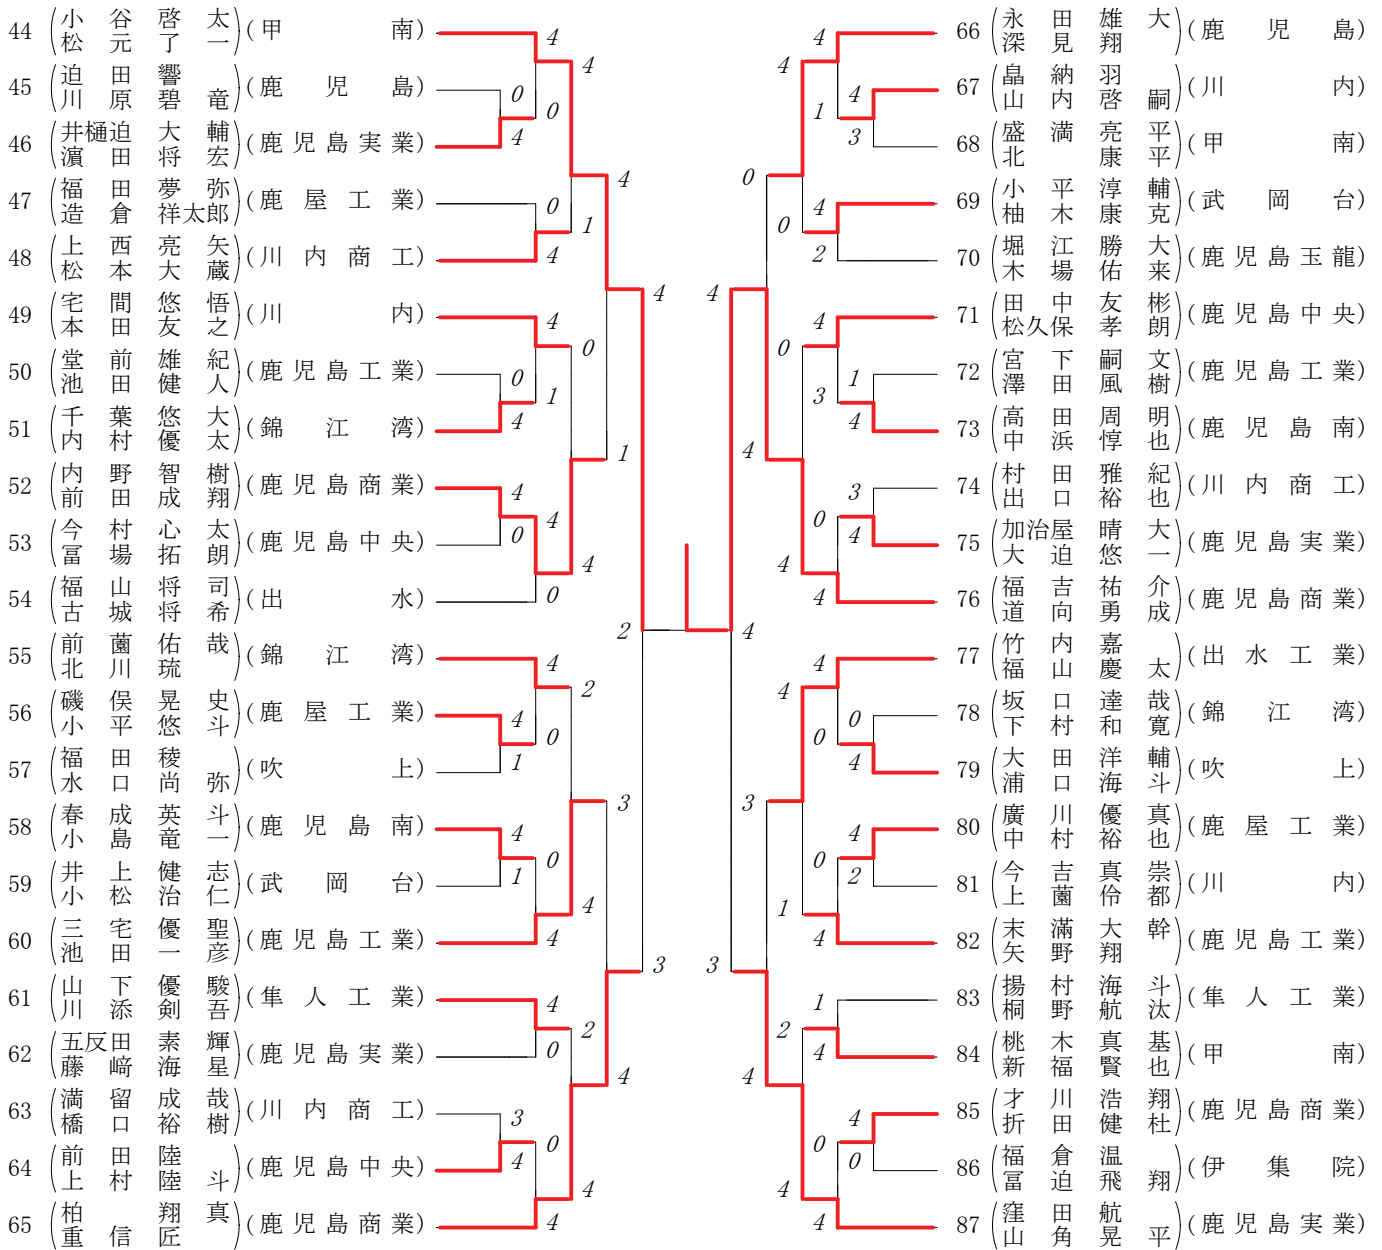 44 小谷啓太 (甲南) 4
松元了一
4
45 迫田響 (鹿児島) 0
川原碧竜
0
46 井樋迫大輔 (鹿児島実業) 4
濵田将宏
4
47 福田夢弥 (鹿屋工業) 0
造倉祥太郎
1
48 上西亮矢 (川内商工) 4
松本大蔵
4
49 宅間悠悟 (川内) 4
本田友之
0
50 堂前雄紀 (鹿児島工業) 0
池田健人
1
51 千葉悠大 (錦江湾) 4
内村優太
1
52 内野智樹 (鹿児島商業) 4
前田成翔
4
53 今村心太 (鹿児島中央) 0
冨場拓朗
4
54 福山将司 (出水) 0
古城将希
2
55 前薗佑哉 (錦江湾) 4
北川琉
2
56 磯俣晃史 (鹿屋工業) 4
小平悠斗
0
57 福田稜 (吹上) 1
水口尚弥
3
58 春成英斗 (鹿児島南) 4
小島竜一
0
59 井上健志 (武岡台) 1
小松治仁
4
60 三宅優聖 (鹿児島工業) 4
池田一彦
3
61 山下優駿 (隼人工業) 4
川添剣吾
2
62 五反田素輝 (鹿児島実業) 0
藤﨑海星
4
63 満留成哉 (川内商工) 3
橋口裕樹
0
64 前田陸 (鹿児島中央) 4
上村陸斗
4
65 柏翔真 (鹿児島商業) 4
重信匠
4 66 永田雄大 (鹿児島)
深見翔
4
67 畠納羽 (川内) 4
山内啓嗣
1
68 盛満亮平 (甲南) 3
北康平
0
69 小平淳輔 (武岡台) 4
柚木康克
0
70 堀江勝大 (鹿児島玉龍) 2
木場佑来
4
71 田中友彬 (鹿児島中央) 4
松久保孝朗
0
72 宮下嗣文 (鹿児島工業) 1
澤田風樹
3
73 高田周明 (鹿児島南) 4
中浜惇也
4
74 村田雅紀 (川内商工) 3
出口裕也
0
75 加治屋晴大 (鹿児島実業) 4
大迫悠一
4
76 福吉祐介 (鹿児島商業)
道向勇成
4
77 竹内嘉 (出水工業) 4
福山慶太
4
78 坂口達哉 (錦江湾) 0
下村和寛
0
79 大田洋輔 (吹上) 4
浦口海斗
3
80 廣川優真 (鹿屋工業) 4
中村裕也
0
81 今吉真崇 (川内) 2
上薗伶都
1
82 末満大幹 (鹿児島工業) 4
矢野翔
3
83 揚村海斗 (隼人工業) 1
桐野航汰
2
84 桃木真基 (甲南) 4
新福賢也
4
85 才川浩翔 (鹿児島商業) 4
折田健杜
0
86 福倉温 (伊集院) 0
冨迫飛翔
4
87 窪田航 (鹿児島実業) 4
山角晃平